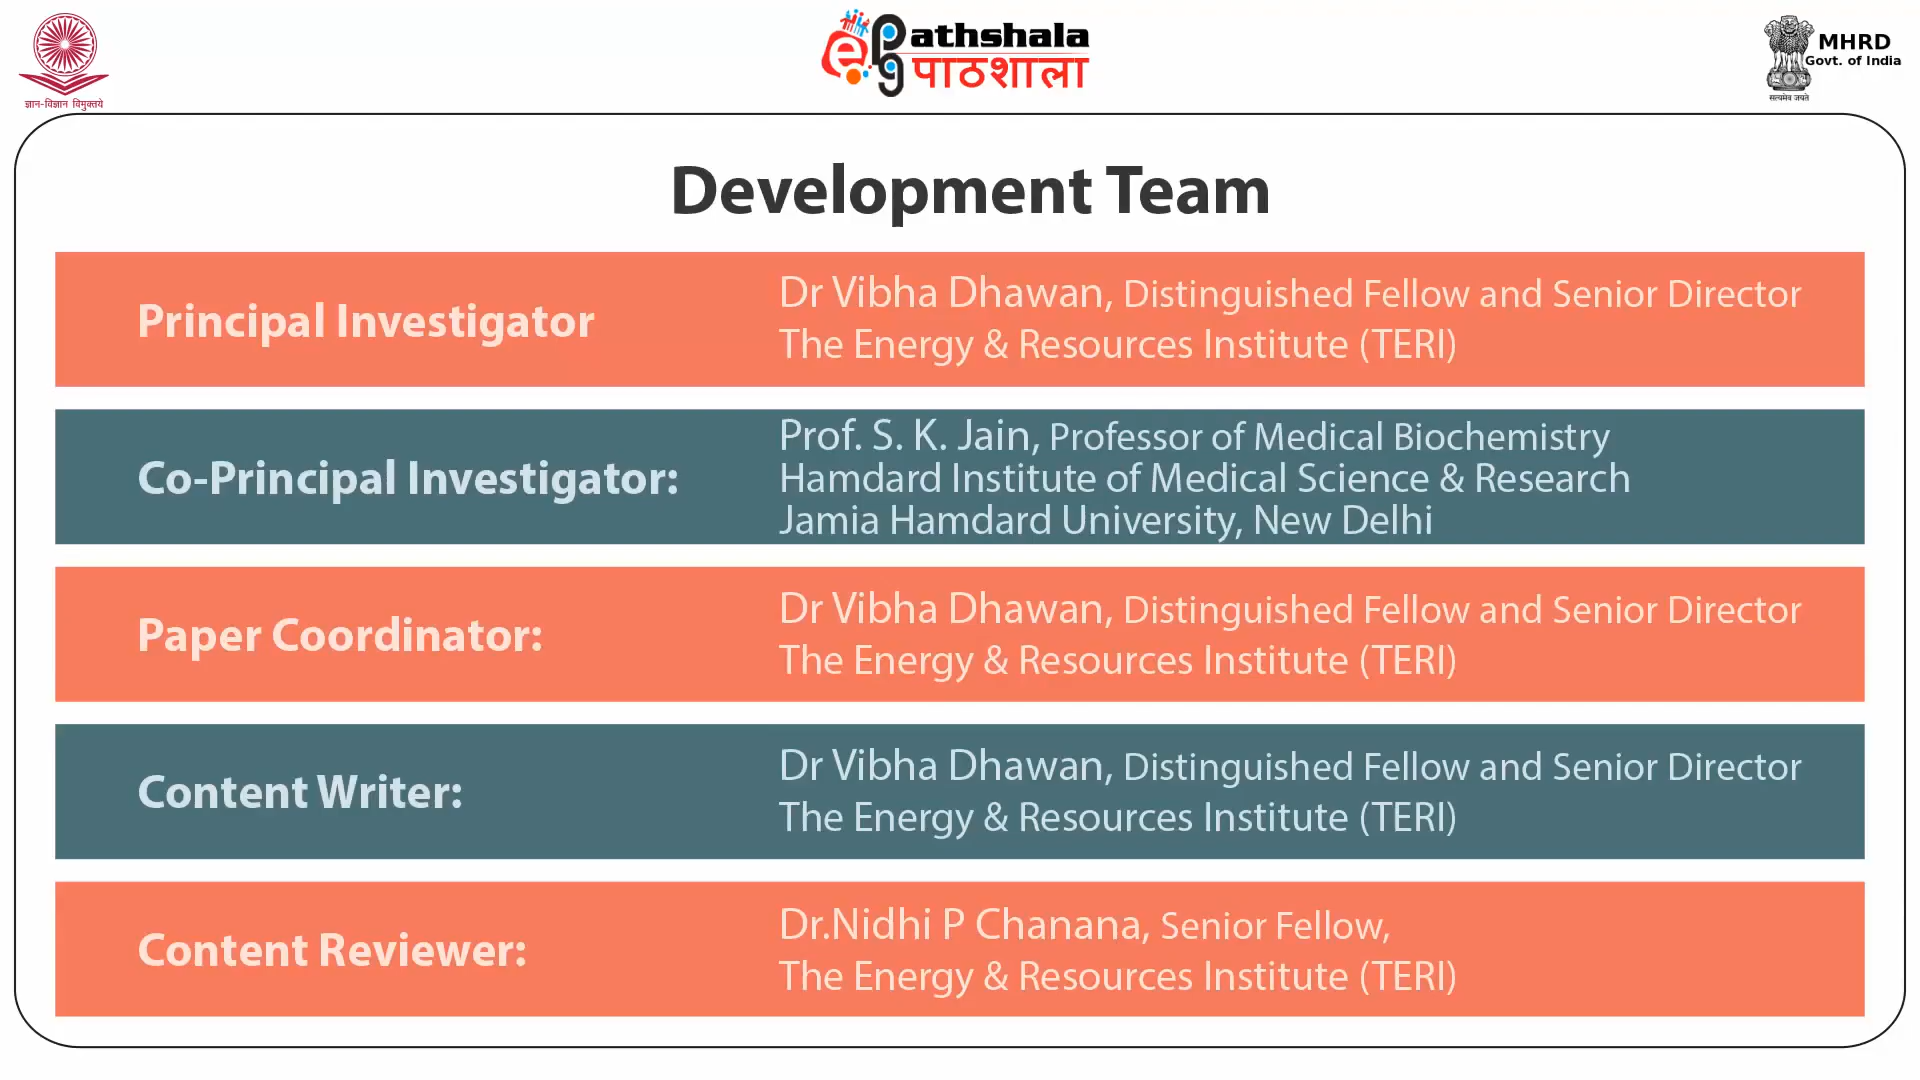 ज्ञान-विज्ञान विमुक्तये
e pg athshala
पाठशाला
MHRD
Govt. of India
सत्यमेव जयते
Development Team
Principal Investigator
Dr Vibha Dhawan, Distinguished Fellow and Senior Director
The Energy & Resources Institute (TERI)
Co-Principal Investigator:
Prof. S. K. Jain, Professor of Medical Biochemistry
Hamdard Institute of Medical Science & Research
Jamia Hamdard University, New Delhi
Paper Coordinator:
Dr Vibha Dhawan, Distinguished Fellow and Senior Director
The Energy & Resources Institute (TERI)
Content Writer:
Dr Vibha Dhawan, Distinguished Fellow and Senior Director
The Energy & Resources Institute (TERI)
Content Reviewer:
Dr.Nidhi P Chanana, Senior Fellow,
The Energy & Resources Institute (TERI)